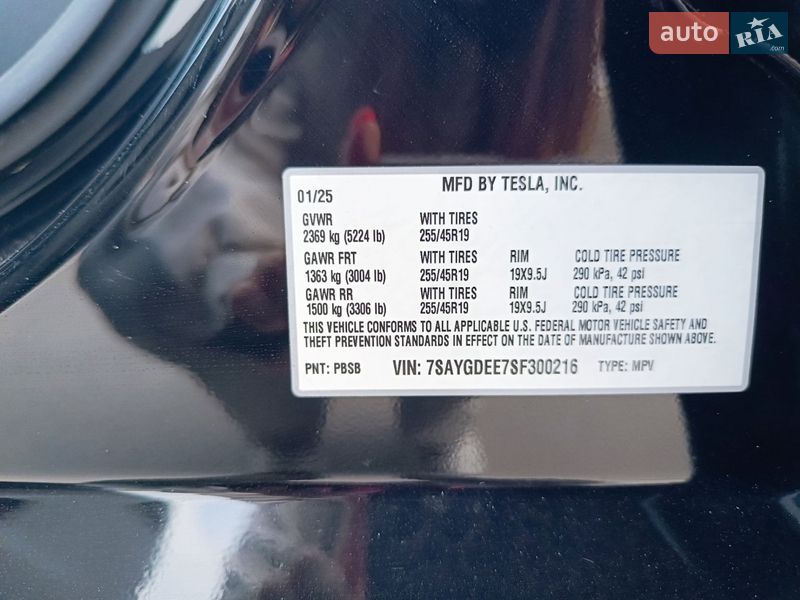 auto RIA .com
MFD BY TESLA, INC.
01/25
GVWR WITH TIRES
2369 kg (5224 lb) 255/45R19
GAWR FRT WITH TIRES RIM COLD TIRE PRESSURE
1363 kg (3004 lb) 255/45R19 19X9.5J 290 kPa, 42 psi
GAWR RR WITH TIRES RIM COLD TIRE PRESSURE
1500 kg (3306 lb) 255/45R19 19X9.5J 290 kPa, 42 psi
THIS VEHICLE CONFORMS TO ALL APPLICABLE U.S. FEDERAL MOTOR VEHICLE SAFETY AND
THEFT PREVENTION STANDARDS IN EFFECT ON THE DATE OF MANUFACTURE SHOWN ABOVE.
PNT: PBSB VIN: 7SAYGDEE7SF300216 TYPE: MPV